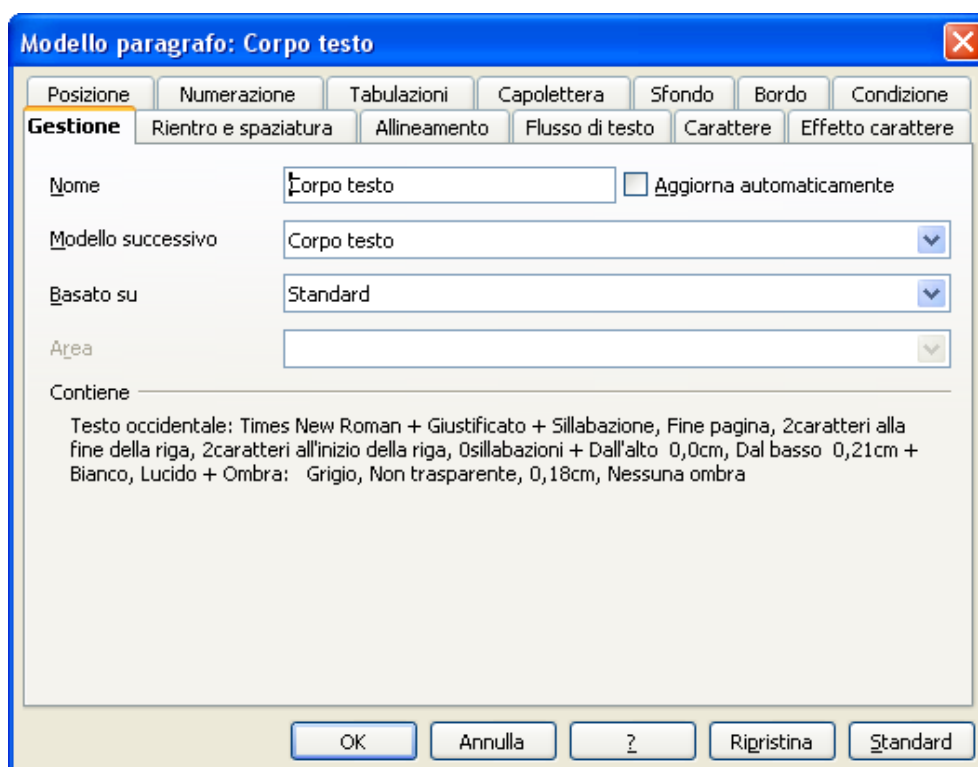 Modello paragrafo: Corpo testo
Posizione Numerazione Tabulazioni Capolettera Sfondo Bordo Condizione
Gestione Rientro e spaziatura Allineamento Flusso di testo Carattere Effetto carattere
Nome Corpo testo Aggiorna automaticamente
Modello successivo Corpo testo
Basato su Standard
Area
Contiene
Testo occidentale: Times New Roman + Giustificato + Sillabazione, Fine pagina, 2caratteri alla
fine della riga, 2caratteri all'inizio della riga, 0sillabazioni + Dall'alto 0,0cm, Dal basso 0,21cm +
Bianco, Lucido + Ombra: Grigio, Non trasparente, 0,18cm, Nessuna ombra
OK Annulla ? Ripristina Standard